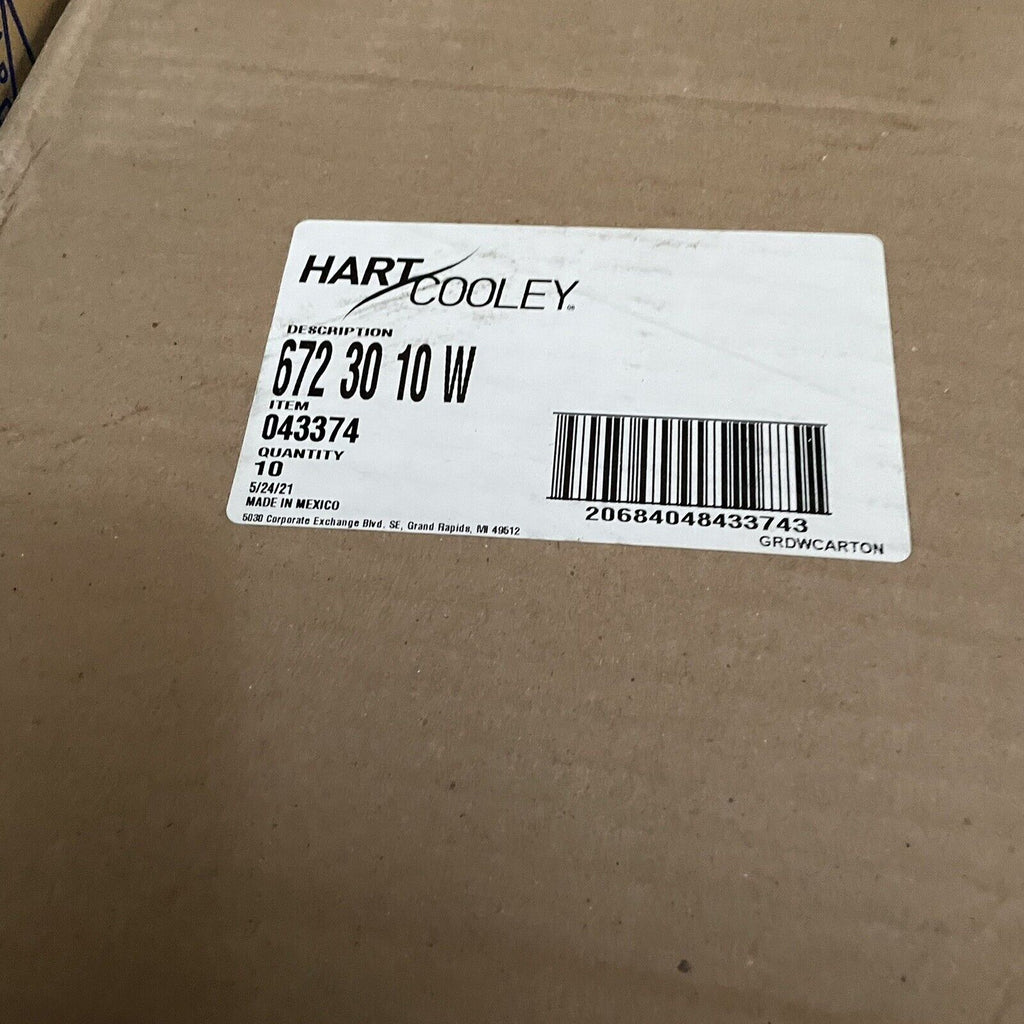 HART COOLEY
DESCRIPTION
672 30 10 W
ITEM
043374
QUANTITY
10
5/24/21
MADE IN MEXICO
5030 Corporate Exchange Blvd. SE, Grand Rapids, MI 49512
20684048433743
GRDWCARTON